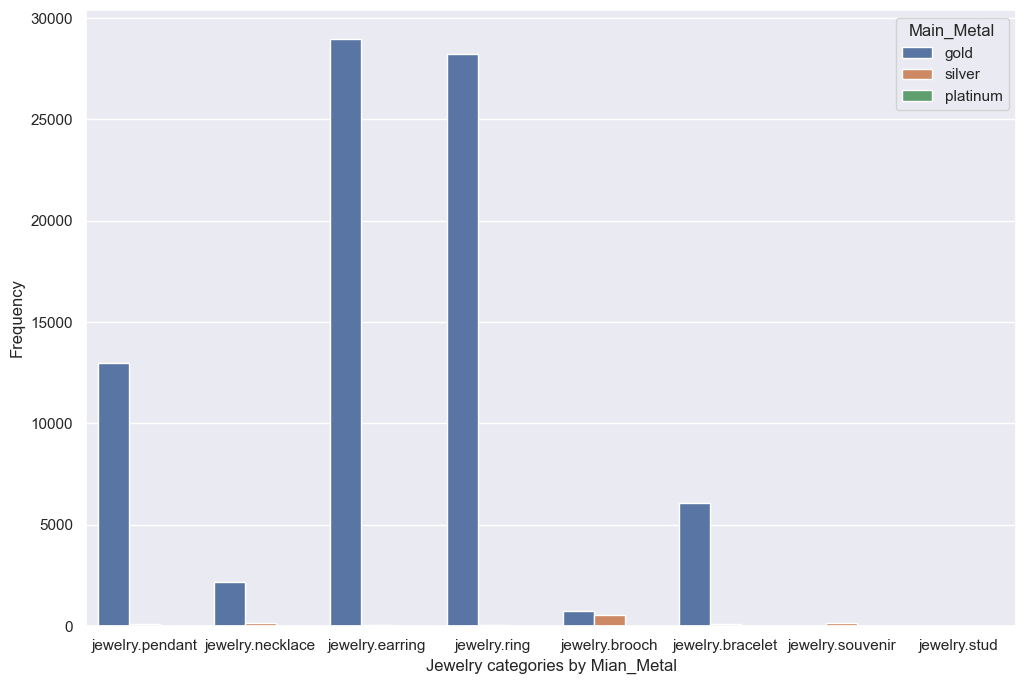 30000
25000
20000
15000
10000
5000
0
Frequency
Main_Metal
gold
silver
platinum
jewelry.pendant jewelry.necklace jewelry.earring jewelry.ring jewelry.brooch jewelry.bracelet jewelry.souvenir jewelry.stud
Jewelry categories by Mian_Metal